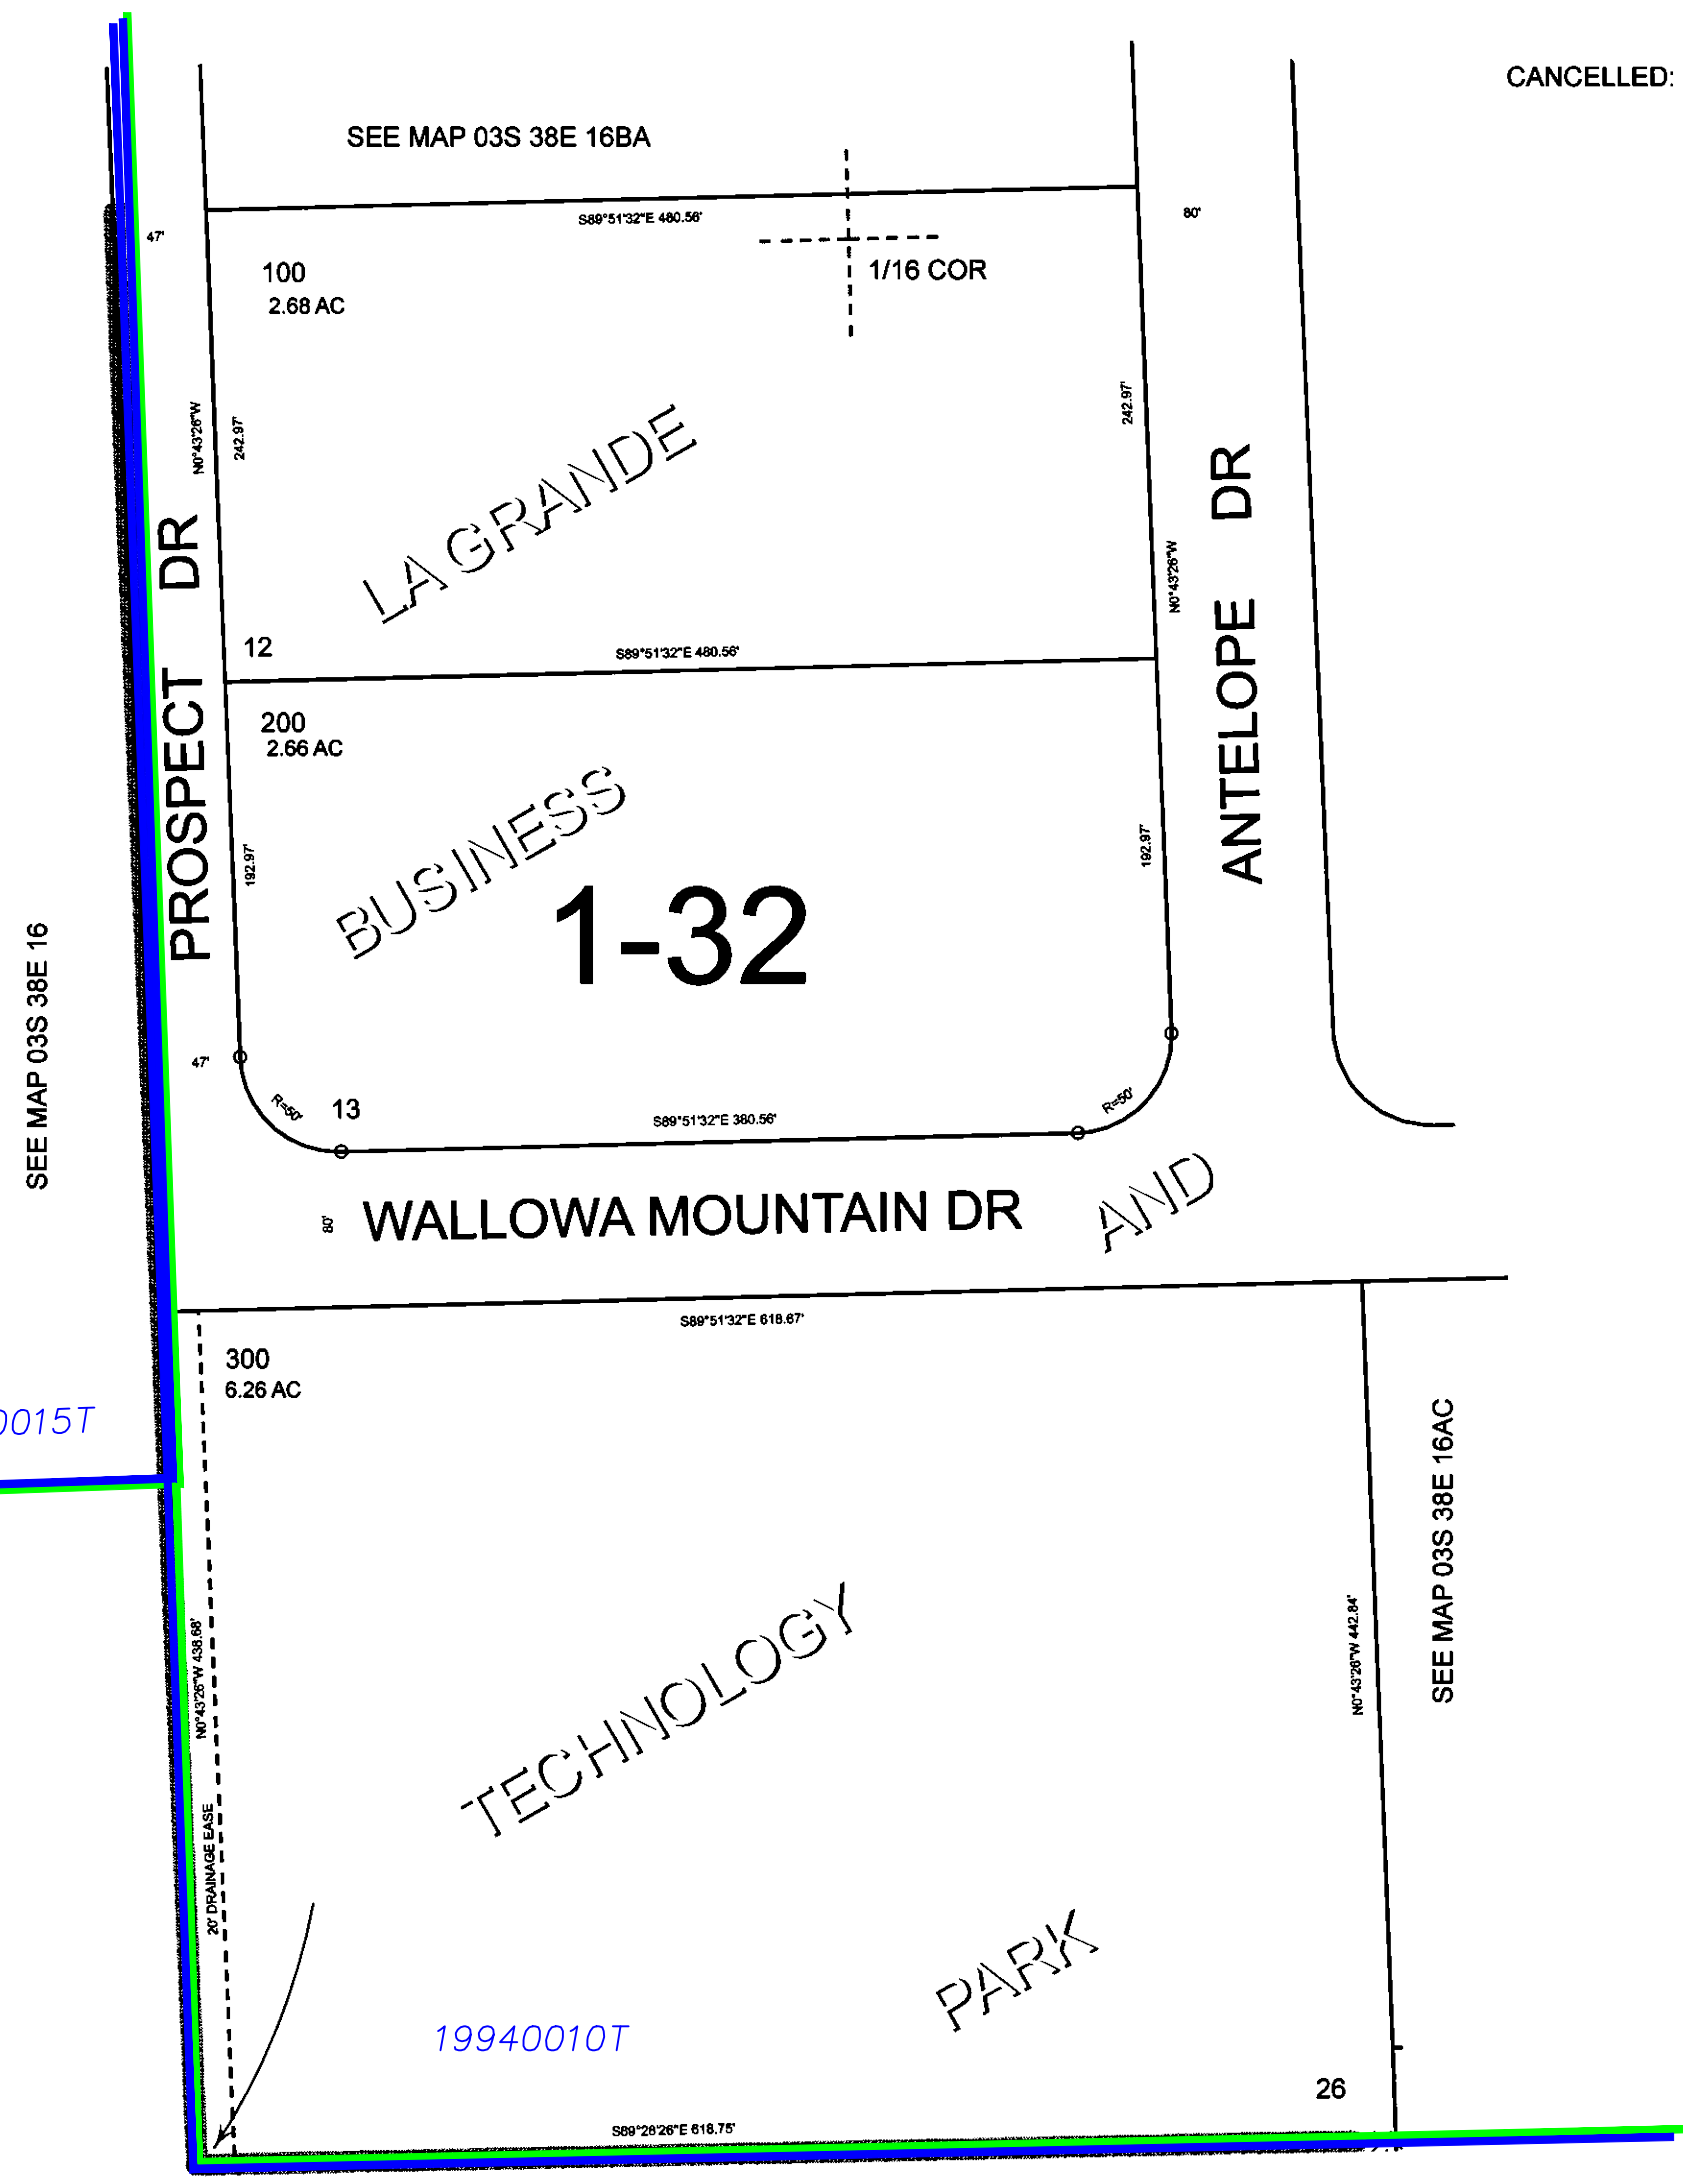 CANCELLED:
SEE MAP 03S 38E 16BA
S89°51'32"E 480.56'
47'
80'
100
2.68 AC
1/16 COR
N0°43'26"W
242.97'
242.97'
LA GRANDE
PROSPECT DR
ANTELOPE DR
N0°43'26"W
12
S89°51'32"E 480.56'
200
2.66 AC
BUSINESS
192.97'
192.97'
1-32
SEE MAP 03S 38E 16
47'
R=50'
13
S89°51'32"E 380.56'
R=50'
80'
WALLOWA MOUNTAIN DR
AND
S89°51'32"E 618.67'
300
6.26 AC
0015T
SEE MAP 03S 38E 16AC
N0°43'26"W 438.68'
N0°43'26"W 442.84'
TECHNOLOGY
20' DRAINAGE EASE
PARK
19940010T
26
S89°28'26"E 618.75'